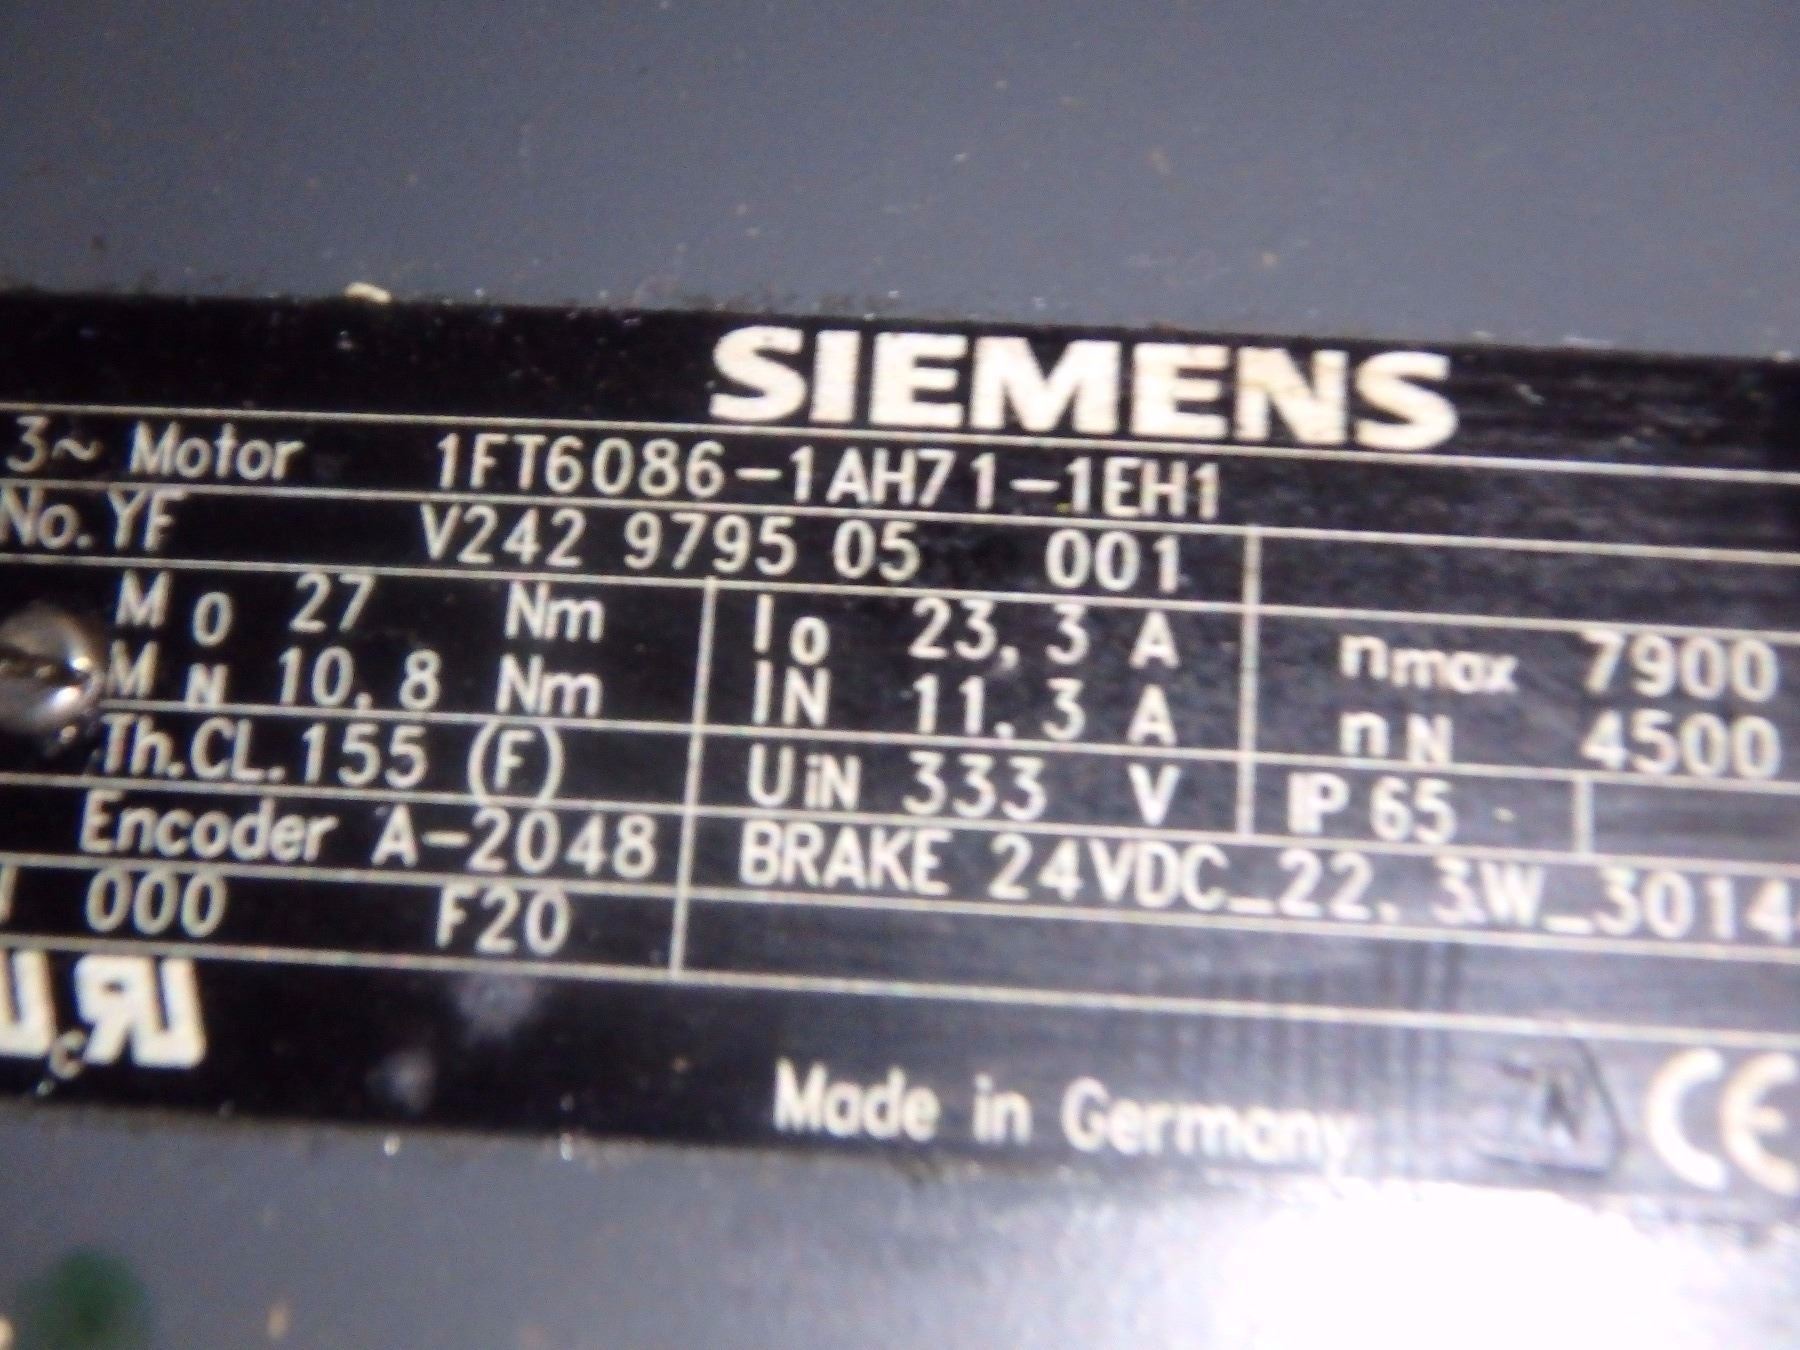 SIEMENS
3~ Motor 1FT6086-1AH71-1EH1
No. YF V242 9795 05 001
M0 27 Nm I0 23,3 A nmax 7900
MN 10,8 Nm IN 11,3 A nN 4500
Th.CL.155 (F) UiN 333 V IP 65
Encoder A-2048 BRAKE 24VDC_22,3W_3014
000 F20
c UR
Made in Germany CE